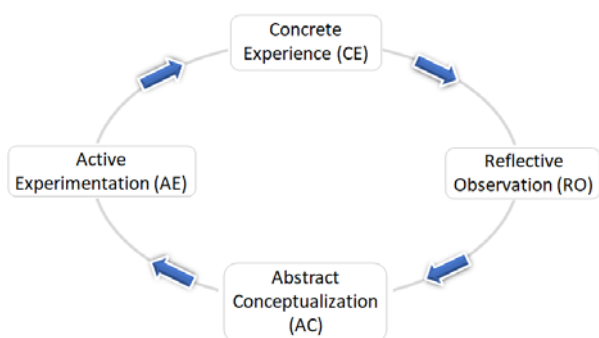 Concrete
Experience (CE)
Active
Experimentation (AE)
Reflective
Observation (RO)
Abstract
Conceptualization
(AC)